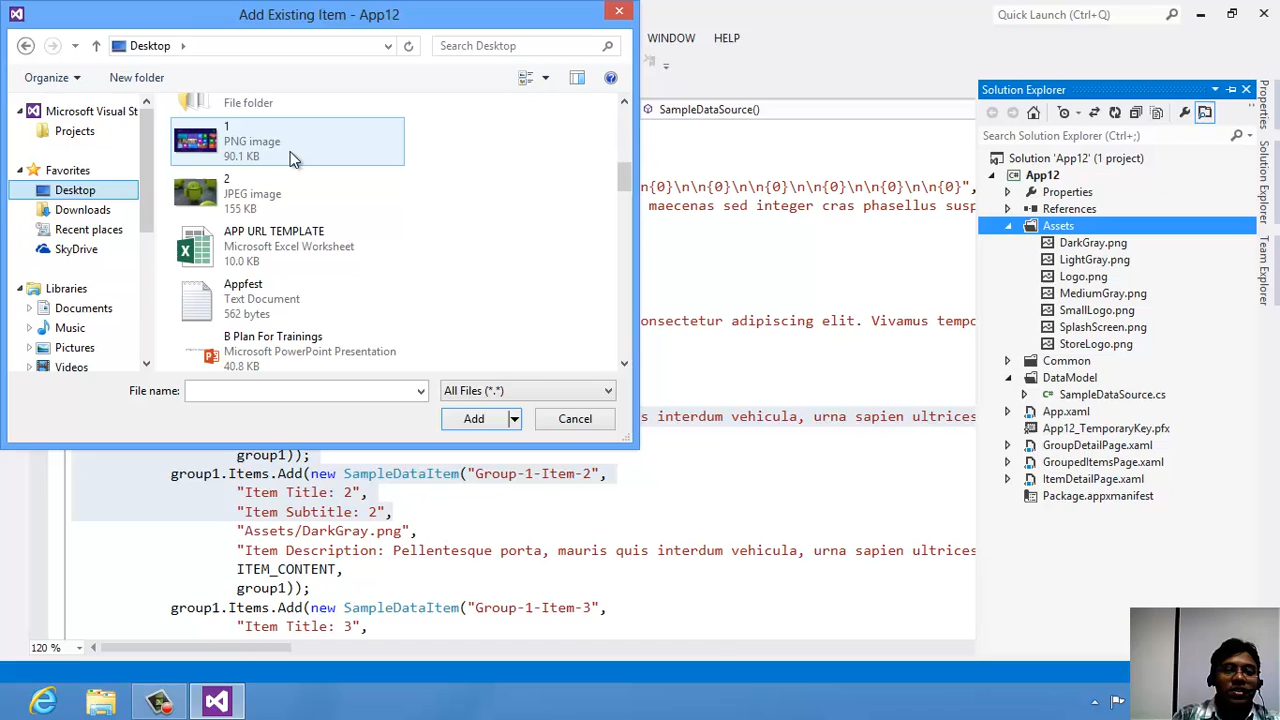 Add Existing Item - App12
Quick Launch (Ctrl+Q)
Desktop
Search Desktop
WINDOW HELP
Organize
New folder
Microsoft Visual St
Projects
Favorites
Desktop
Downloads
Recent places
SkyDrive
Libraries
Documents
Music
Pictures
Videos
File folder
1
PNG image
90.1 KB
2
JPEG image
155 KB
APP URL TEMPLATE
Microsoft Excel Worksheet
10.0 KB
Appfest
Text Document
562 bytes
B Plan For Trainings
Microsoft PowerPoint Presentation
40.8 KB
File name:
All Files (*.*)
Add
Cancel
SampleDataSource()
n{0}\n\n{0}\n\n{0}\n\n{0}\n\n{0}",
maecenas sed integer cras phasellus susp
onsectetur adipiscing elit. Vivamus tempo
s interdum vehicula, urna sapien ultrices
group1));
group1.Items.Add(new SampleDataItem("Group-1-Item-2",
"Item Title: 2",
"Item Subtitle: 2",
"Assets/DarkGray.png",
"Item Description: Pellentesque porta, mauris quis interdum vehicula, urna sapien ultrices
ITEM_CONTENT,
group1));
group1.Items.Add(new SampleDataItem("Group-1-Item-3",
"Item Title: 3",
120 %
Solution Explorer
Search Solution Explorer (Ctrl+;)
Solution 'App12' (1 project)
App12
Properties
References
Assets
DarkGray.png
LightGray.png
Logo.png
MediumGray.png
SmallLogo.png
SplashScreen.png
StoreLogo.png
Common
DataModel
SampleDataSource.cs
App.xaml
App12_TemporaryKey.pfx
GroupDetailPage.xaml
GroupedItemsPage.xaml
ItemDetailPage.xaml
Package.appxmanifest
Properties
Solution Explorer
Team Explorer